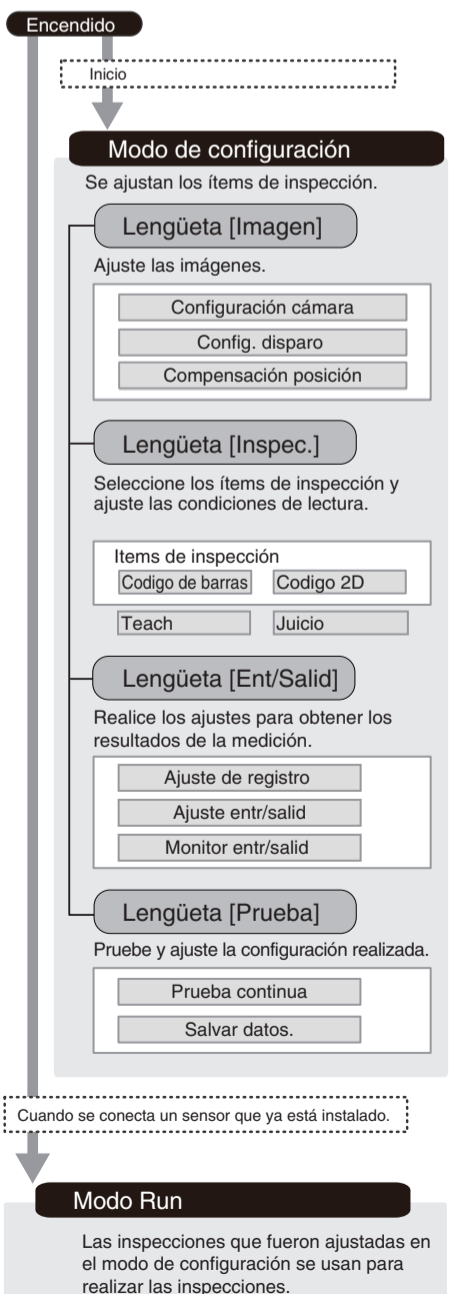 Encendido
Inicio
Modo de configuración
Se ajustan los ítems de inspección.
Lengüeta [Imagen]
Ajuste las imágenes.
Configuración cámara
Config. disparo
Compensación posición
Lengüeta [Inspec.]
Seleccione los ítems de inspección y
ajuste las condiciones de lectura.
Items de inspección
Codigo de barras Codigo 2D
Teach Juicio
Lengüeta [Ent/Salid]
Realice los ajustes para obtener los
resultados de la medición.
Ajuste de registro
Ajuste entr/salid
Monitor entr/salid
Lengüeta [Prueba]
Pruebe y ajuste la configuración realizada.
Prueba continua
Salvar datos.
Cuando se conecta un sensor que ya está instalado.
Modo Run
Las inspecciones que fueron ajustadas en
el modo de configuración se usan para
realizar las inspecciones.